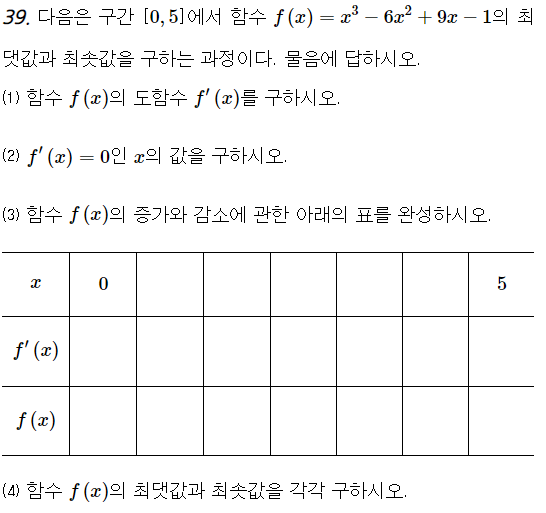 39. 다음은 구간 [0, 5]에서 함수 f(x) = x³ − 6x² + 9x − 1의 최
댓값과 최솟값을 구하는 과정이다. 물음에 답하시오.
⑴ 함수 f(x)의 도함수 f′(x)를 구하시오.
⑵ f′(x) = 0인 x의 값을 구하시오.
⑶ 함수 f(x)의 증가와 감소에 관한 아래의 표를 완성하시오.
x 0 5
f′(x)
f(x)
⑷ 함수 f(x)의 최댓값과 최솟값을 각각 구하시오.